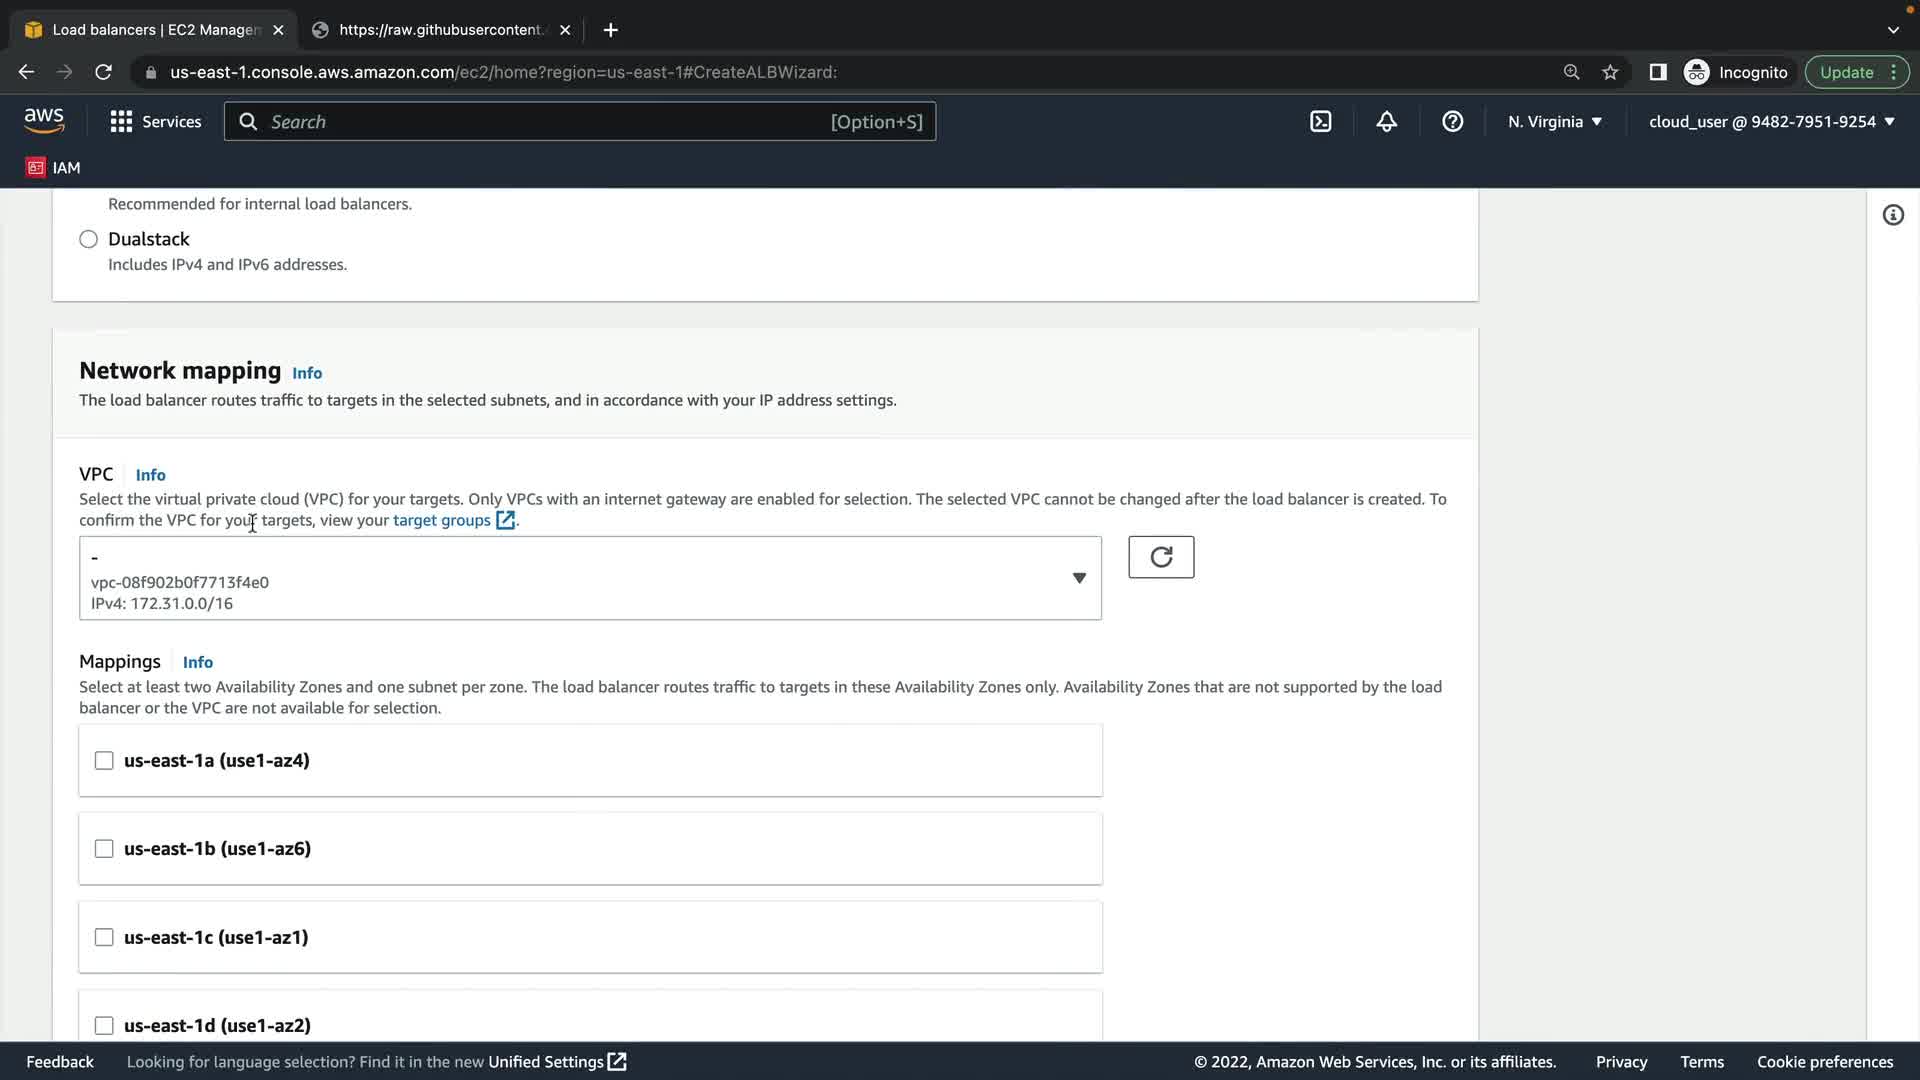 Load balancers | EC2 Managen
https://raw.githubusercontent.
us-east-1.console.aws.amazon.com/ec2/home?region=us-east-1#CreateALBWizard:
Incognito
Update
aws
Services
Search
[Option+S]
N. Virginia
cloud_user @ 9482-7951-9254
IAM
Recommended for internal load balancers.
Dualstack
Includes IPv4 and IPv6 addresses.
Network mapping Info
The load balancer routes traffic to targets in the selected subnets, and in accordance with your IP address settings.
VPC Info
Select the virtual private cloud (VPC) for your targets. Only VPCs with an internet gateway are enabled for selection. The selected VPC cannot be changed after the load balancer is created. To
confirm the VPC for your targets, view your target groups.
-
vpc-08f902b0f7713f4e0
IPv4: 172.31.0.0/16
Mappings Info
Select at least two Availability Zones and one subnet per zone. The load balancer routes traffic to targets in these Availability Zones only. Availability Zones that are not supported by the load
balancer or the VPC are not available for selection.
us-east-1a (use1-az4)
us-east-1b (use1-az6)
us-east-1c (use1-az1)
us-east-1d (use1-az2)
Feedback
Looking for language selection? Find it in the new Unified Settings
© 2022, Amazon Web Services, Inc. or its affiliates.
Privacy
Terms
Cookie preferences